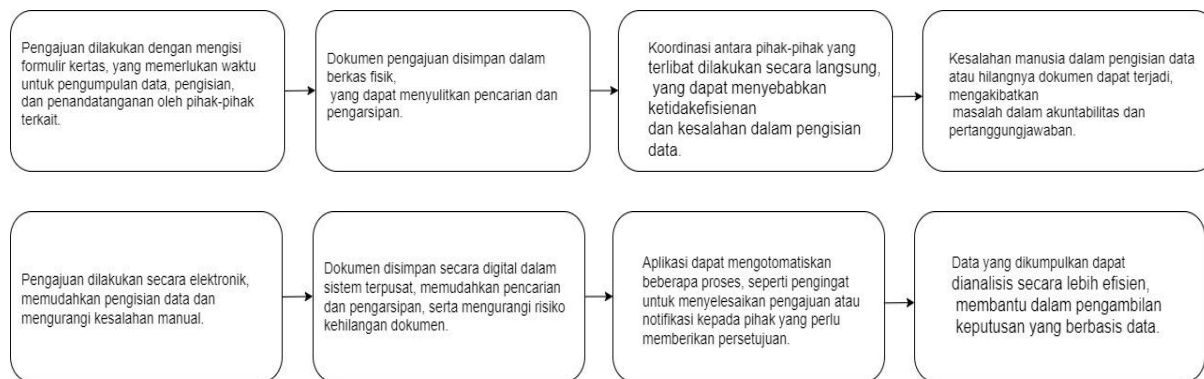 Pengajuan dilakukan dengan mengisi
formulir kertas, yang memerlukan waktu
untuk pengumpulan data, pengisian,
dan penandatanganan oleh pihak-pihak
terkait.
Dokumen pengajuan disimpan dalam
berkas fisik,
yang dapat menyulitkan pencarian dan
pengarsipan.
Koordinasi antara pihak-pihak yang
terlibat dilakukan secara langsung,
yang dapat menyebabkan
ketidakefisienan
dan kesalahan dalam pengisian
data.
Kesalahan manusia dalam pengisian data
atau hilangnya dokumen dapat terjadi,
mengakibatkan
masalah dalam akuntabilitas dan
pertanggungjawaban.
Pengajuan dilakukan secara elektronik,
memudahkan pengisian data dan
mengurangi kesalahan manual.
Dokumen disimpan secara digital dalam
sistem terpusat, memudahkan pencarian
dan pengarsipan, serta mengurangi risiko
kehilangan dokumen.
Aplikasi dapat mengotomatiskan
beberapa proses, seperti pengingat
untuk menyelesaikan pengajuan atau
notifikasi kepada pihak yang perlu
memberikan persetujuan.
Data yang dikumpulkan dapat
dianalisis secara lebih efisien,
membantu dalam pengambilan
keputusan yang berbasis data.